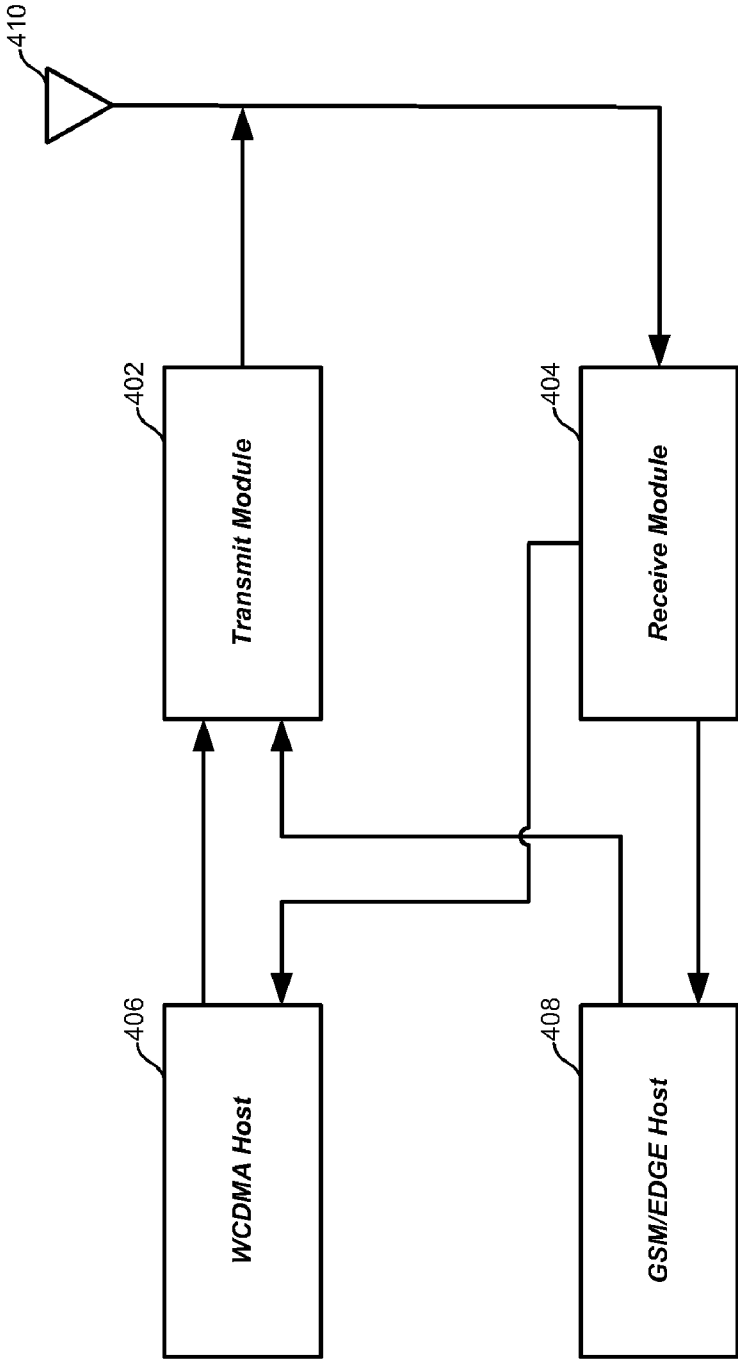 410
402
Transmit Module
404
Receive Module
406
WCDMA Host
408
GSM/EDGE Host